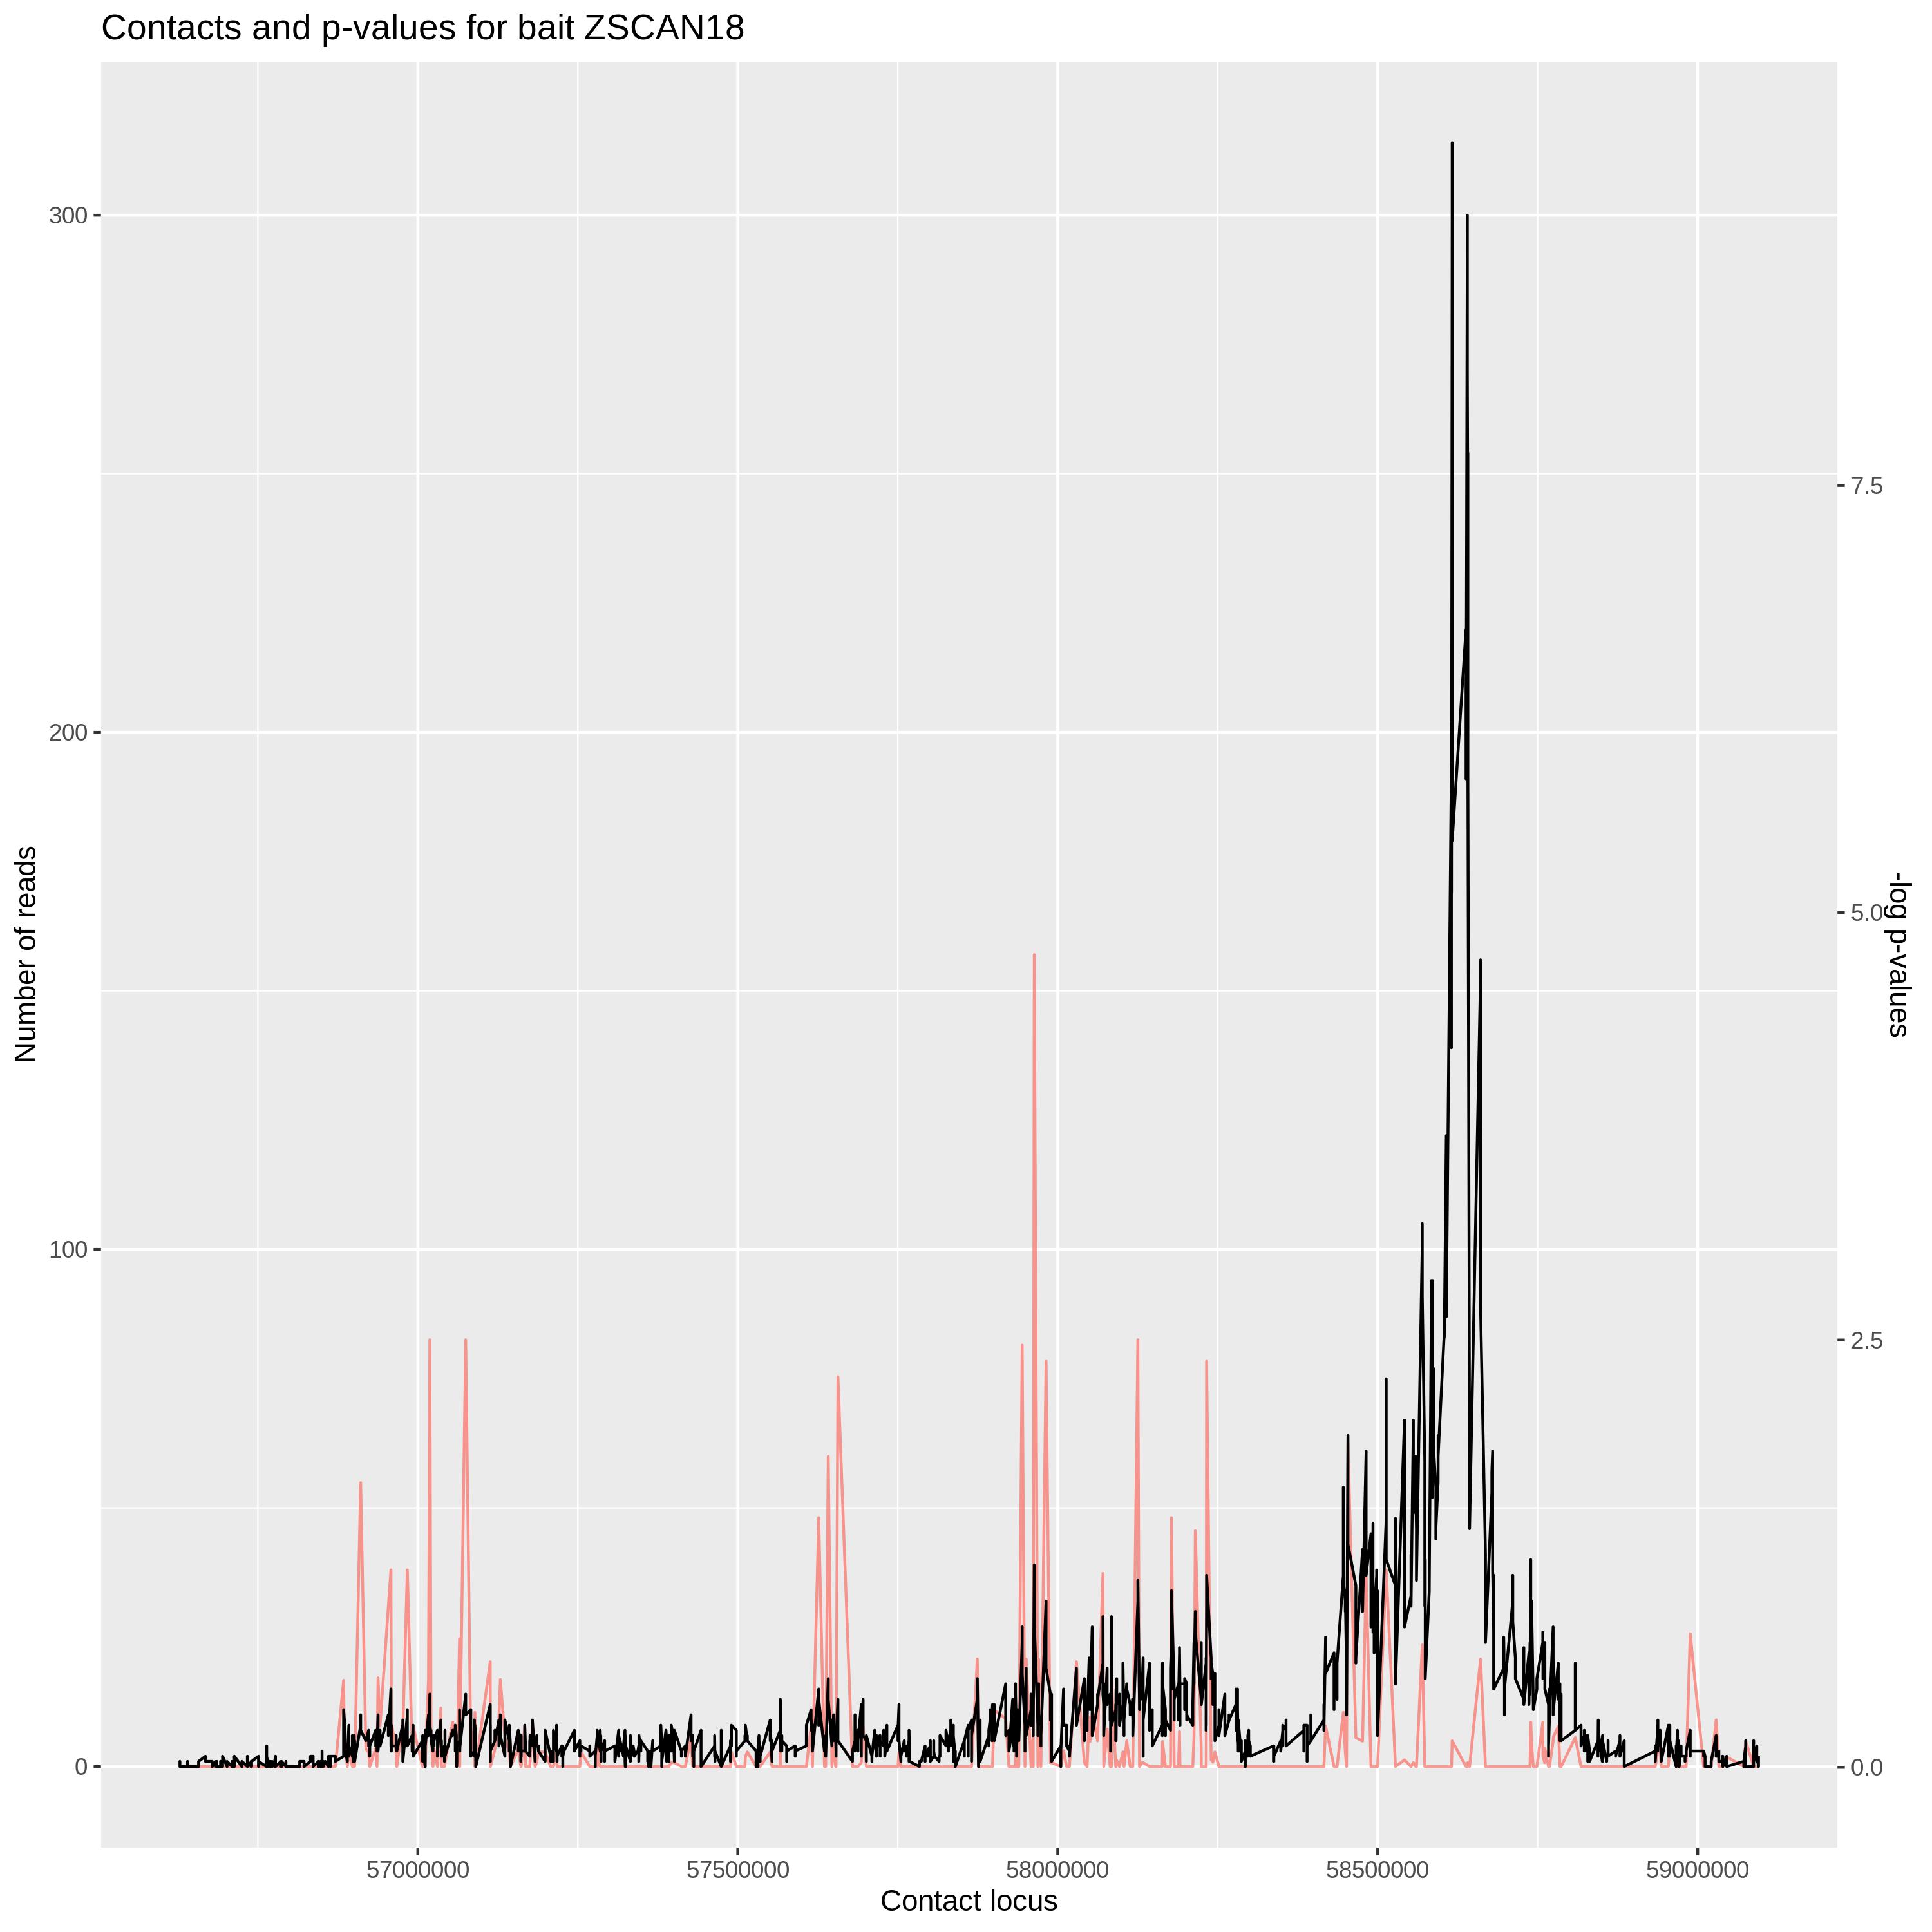 Contacts and p-values for bait ZSCAN18
300
200
100
0
Number of reads
7.5
5.0
2.5
0.0
-log p-values
57000000 57500000 58000000 58500000 59000000
Contact locus